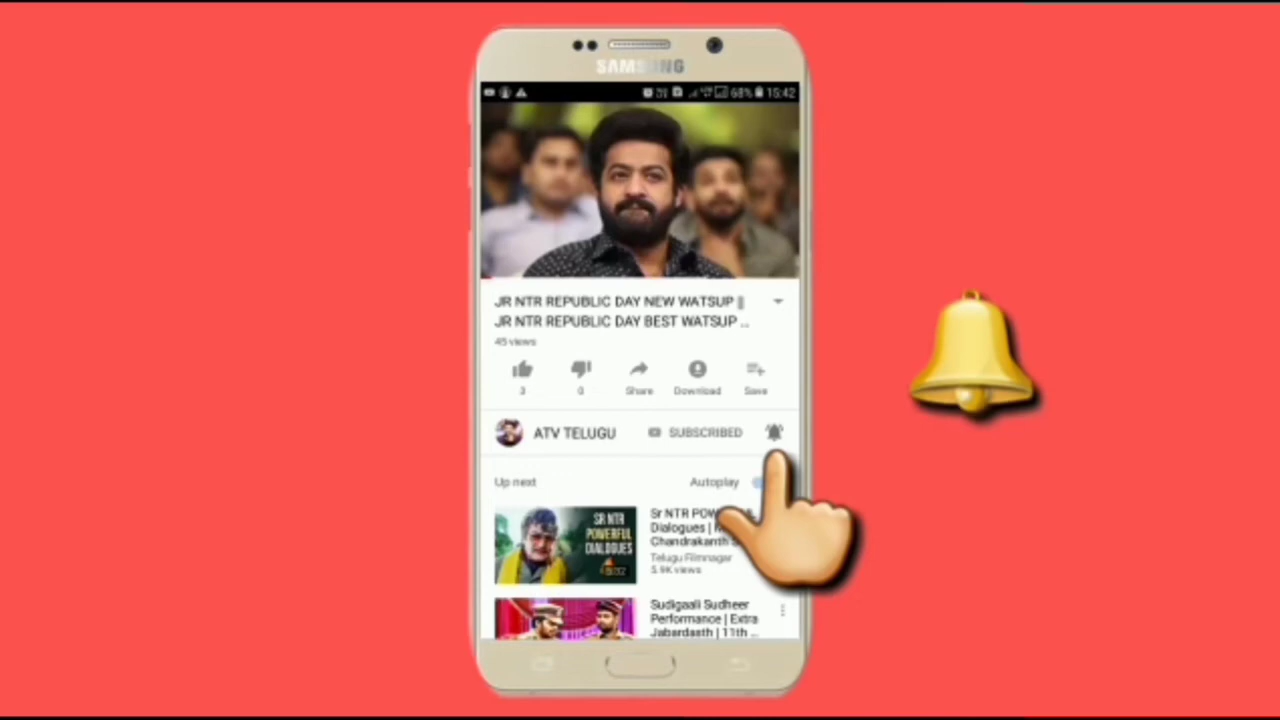 SAMSUNG
68% 15:42
JR NTR REPUBLIC DAY NEW WATSUP ||
JR NTR REPUBLIC DAY BEST WATSUP ...
45 views
3
0
Share
Download
Save
ATV TELUGU
SUBSCRIBED
Up next
Autoplay
SR NTR
POWERFUL
DIALOGUES
Sr NTR
Dialogues |
Chandrakanth
Telugu Filmnagar
5.9K views
Sudigaali Sudheer
Performance | Extra
Jabardasth | 11th ...